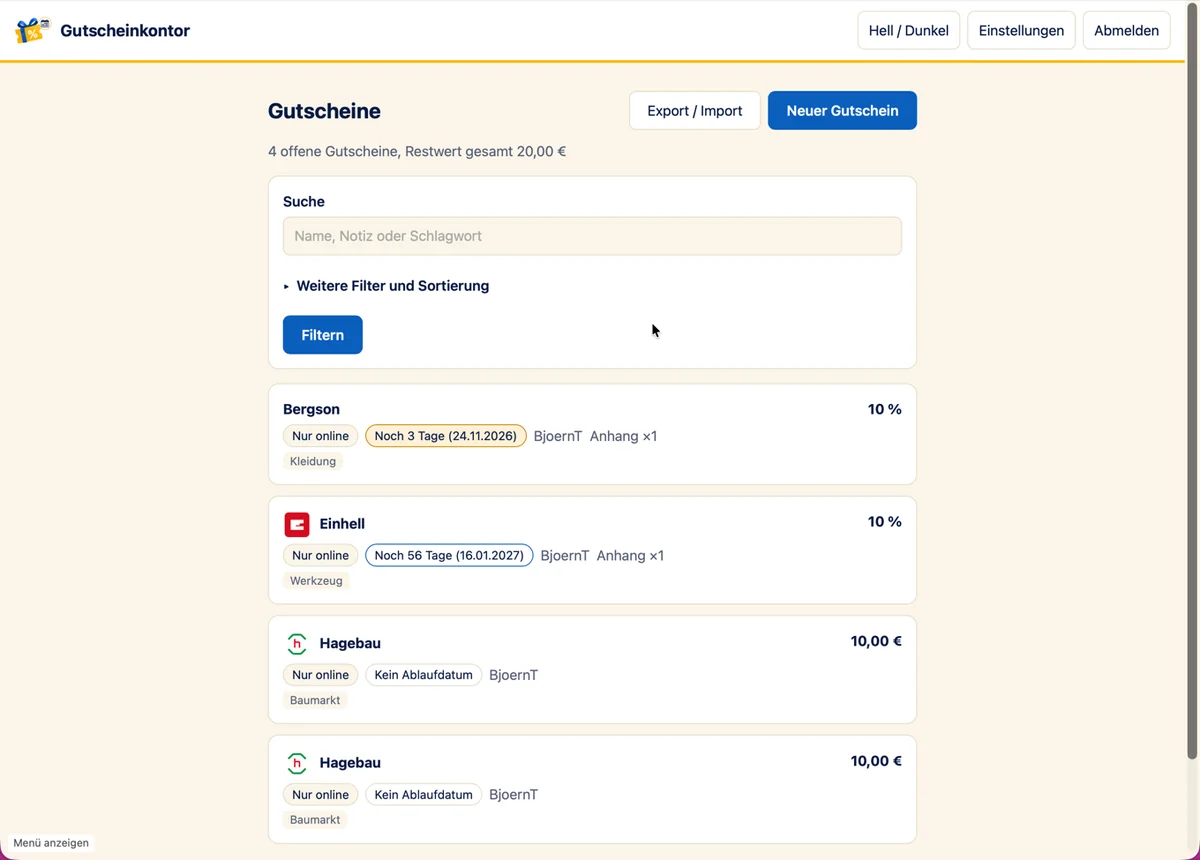 Gutscheinkontor
Hell / Dunkel
Einstellungen
Abmelden
Gutscheine
Export / Import
Neuer Gutschein
4 offene Gutscheine, Restwert gesamt 20,00 €
Suche
Name, Notiz oder Schlagwort
Weitere Filter und Sortierung
Filtern
Bergson 10 %
Nur online Noch 3 Tage (24.11.2026) BjoernT Anhang ×1
Kleidung
Einhell 10 %
Nur online Noch 56 Tage (16.01.2027) BjoernT Anhang ×1
Werkzeug
h Hagebau 10,00 €
Nur online Kein Ablaufdatum BjoernT
Baumarkt
h Hagebau 10,00 €
Nur online Kein Ablaufdatum BjoernT
Baumarkt
Menü anzeigen